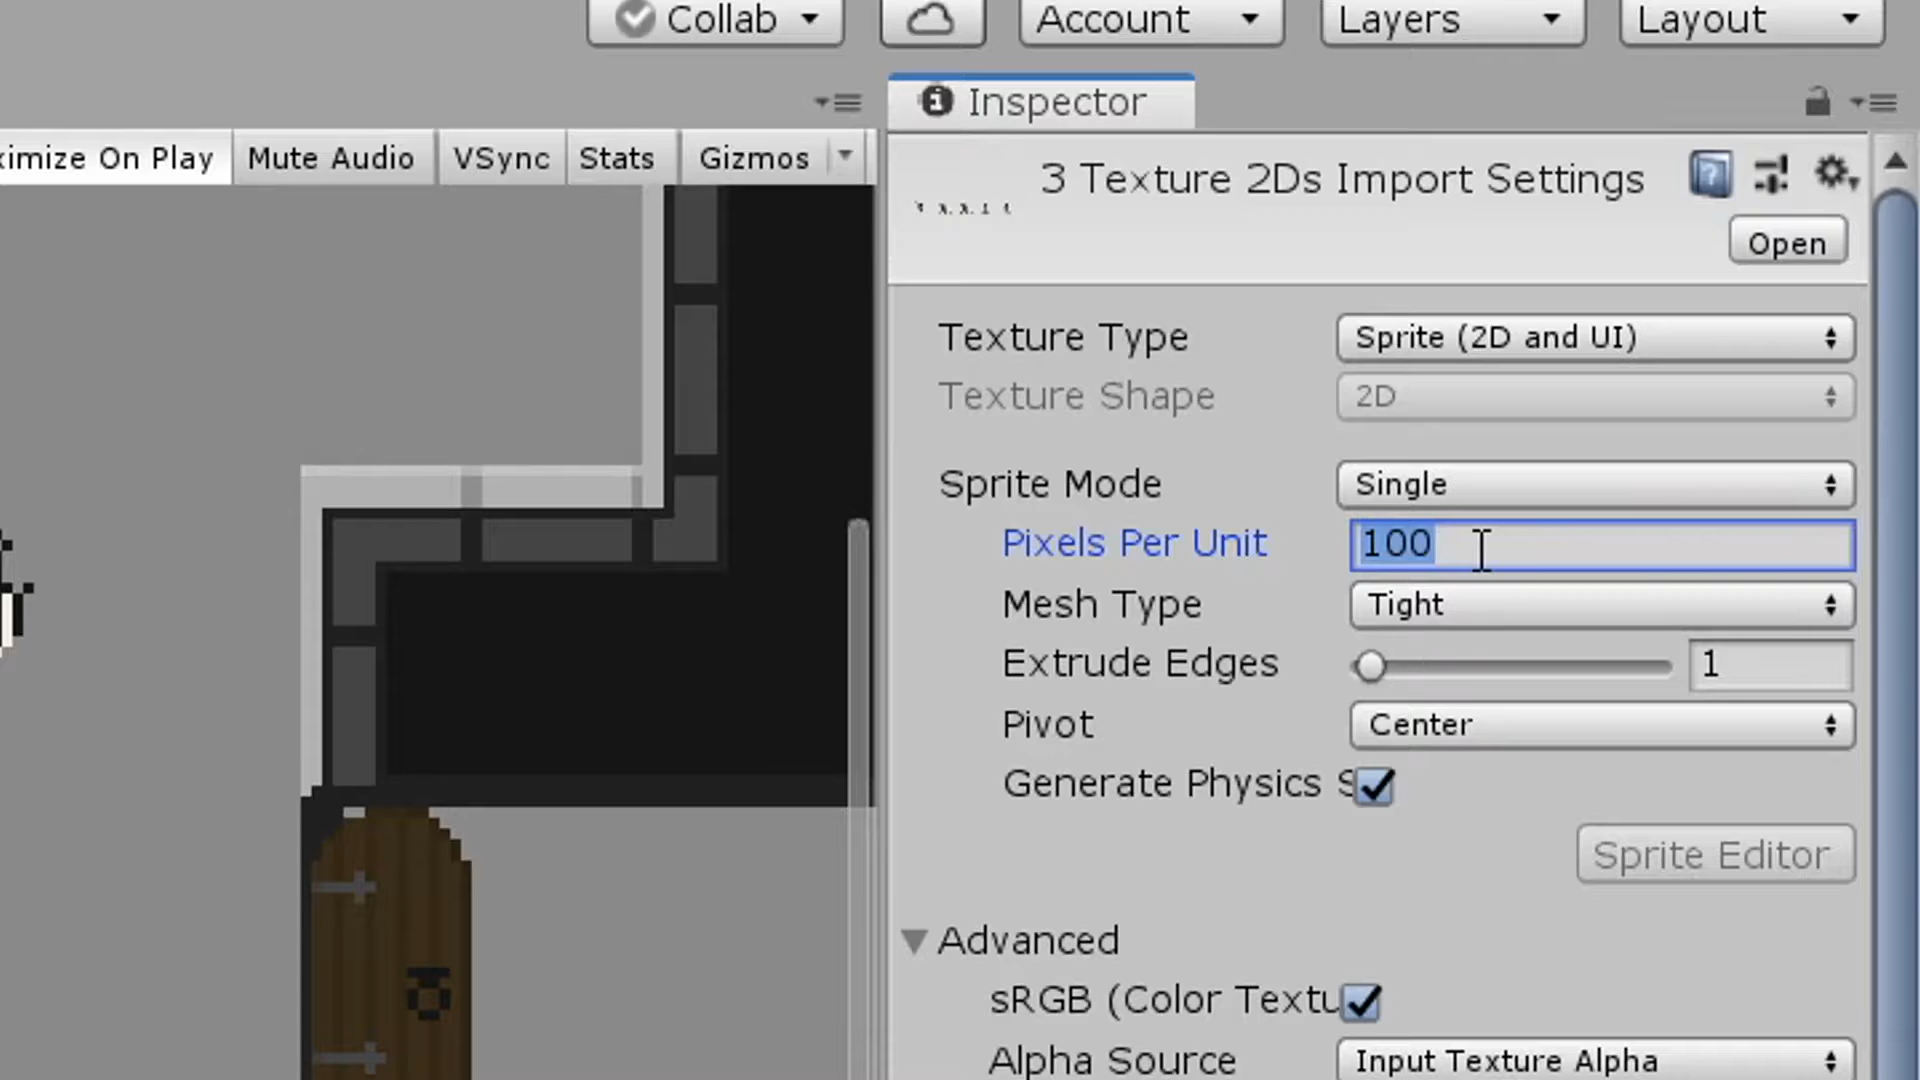 Collab
Account
Layers
Layout
Inspector
ximize On Play
Mute Audio
VSync
Stats
Gizmos
3 Texture 2Ds Import Settings
Open
Texture Type
Sprite (2D and UI)
Texture Shape
2D
Sprite Mode
Single
Pixels Per Unit
100
Mesh Type
Tight
Extrude Edges
1
Pivot
Center
Generate Physics S
Sprite Editor
Advanced
sRGB (Color Textu
Alpha Source
Input Texture Alpha